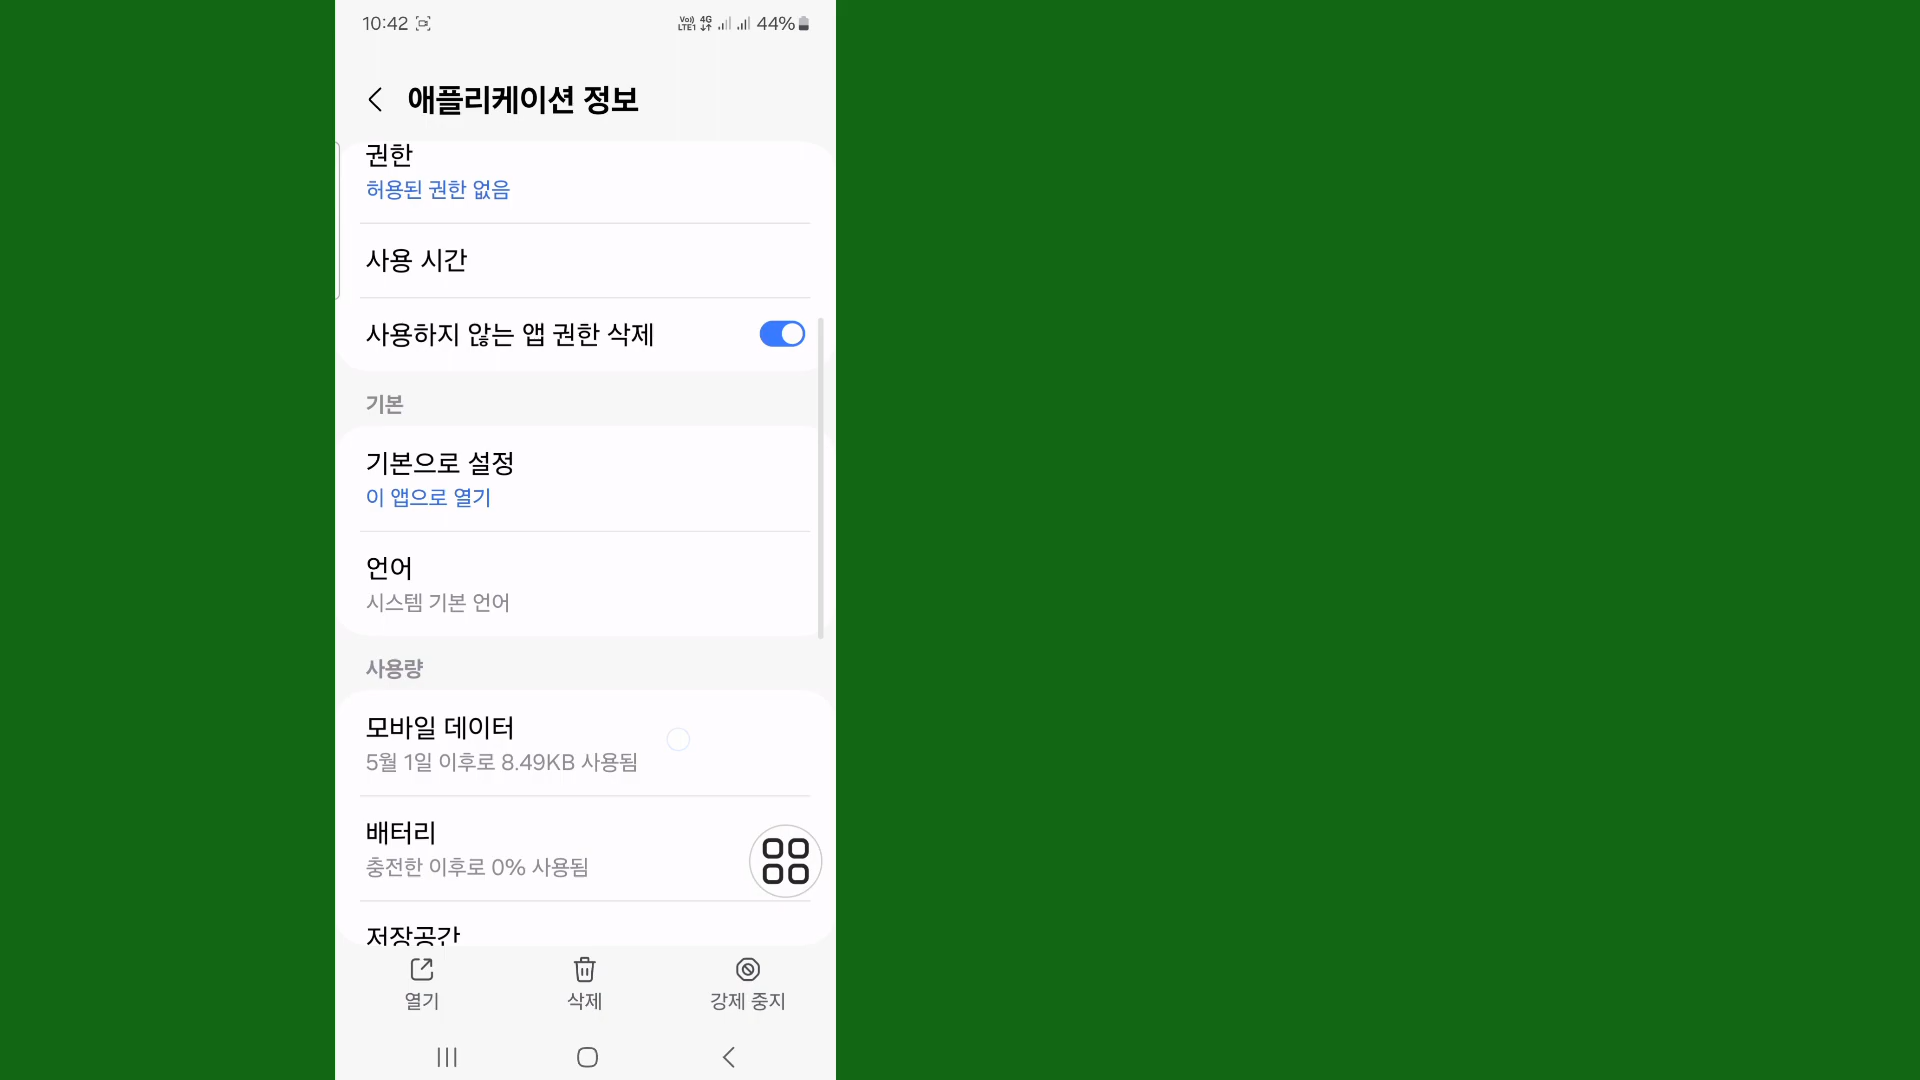 10:42
Vo)) LTE1 4G 44%
애플리케이션 정보
권한
허용된 권한 없음
사용 시간
사용하지 않는 앱 권한 삭제
기본
기본으로 설정
이 앱으로 열기
언어
시스템 기본 언어
사용량
모바일 데이터
5월 1일 이후로 8.49KB 사용됨
배터리
충전한 이후로 0% 사용됨
저장공간
열기
삭제
강제 중지